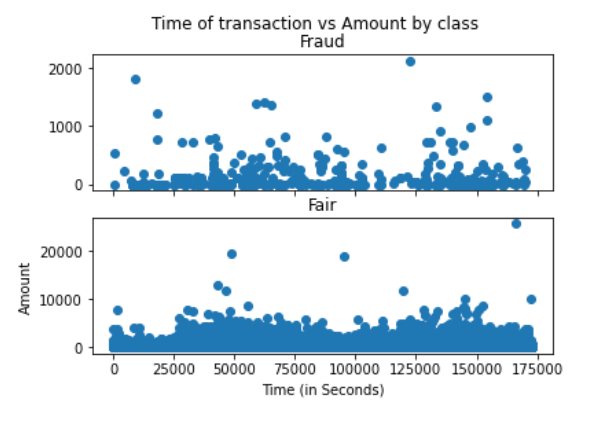 Time of transaction vs Amount by class
Fraud
2000
1000
0
Fair
20000
10000
0
Amount
0 25000 50000 75000 100000 125000 150000 175000
Time (in Seconds)